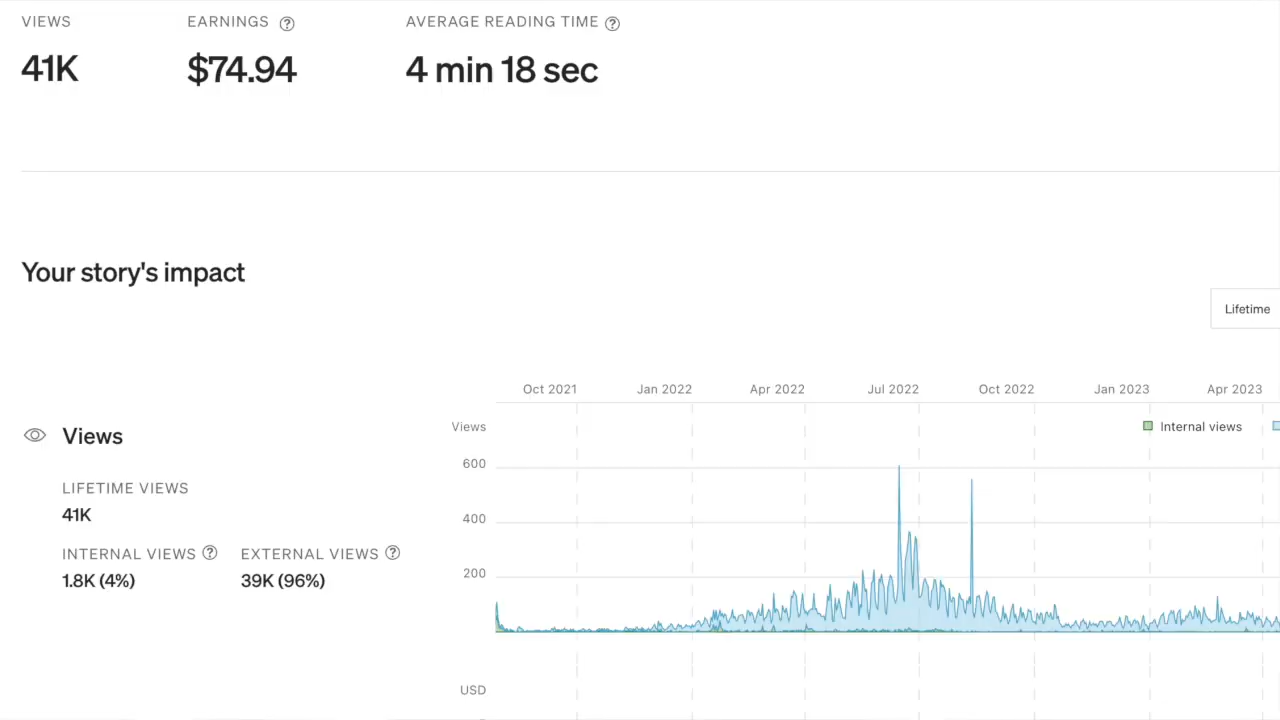 VIEWS EARNINGS ? AVERAGE READING TIME ?
41K $74.94 4 min 18 sec
Your story's impact
Lifetime
Oct 2021 Jan 2022 Apr 2022 Jul 2022 Oct 2022 Jan 2023 Apr 2023
Views
Views
Internal views
600
LIFETIME VIEWS
41K
400
INTERNAL VIEWS ? EXTERNAL VIEWS ?
1.8K (4%) 39K (96%)
200
USD